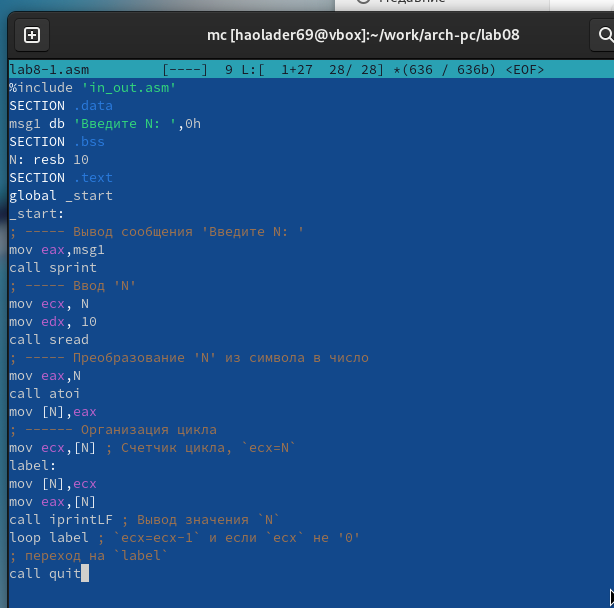 mc [haolader69@vbox]:~/work/arch-pc/lab08
lab8-1.asm [----] 9 L:[ 1+27 28/ 28] *(636 / 636b) <EOF>
%include 'in_out.asm'
SECTION .data
msg1 db 'Введите N: ',0h
SECTION .bss
N: resb 10
SECTION .text
global _start
_start:
; ----- Вывод сообщения 'Введите N: '
mov eax,msg1
call sprint
; ----- Ввод 'N'
mov ecx, N
mov edx, 10
call sread
; ----- Преобразование 'N' из символа в число
mov eax,N
call atoi
mov [N],eax
; ------ Организация цикла
mov ecx,[N] ; Счетчик цикла, `ecx=N`
label:
mov [N],ecx
mov eax,[N]
call iprintLF ; Вывод значения `N`
loop label ; `ecx=ecx-1` и если `ecx` не '0'
; переход на `label`
call quit